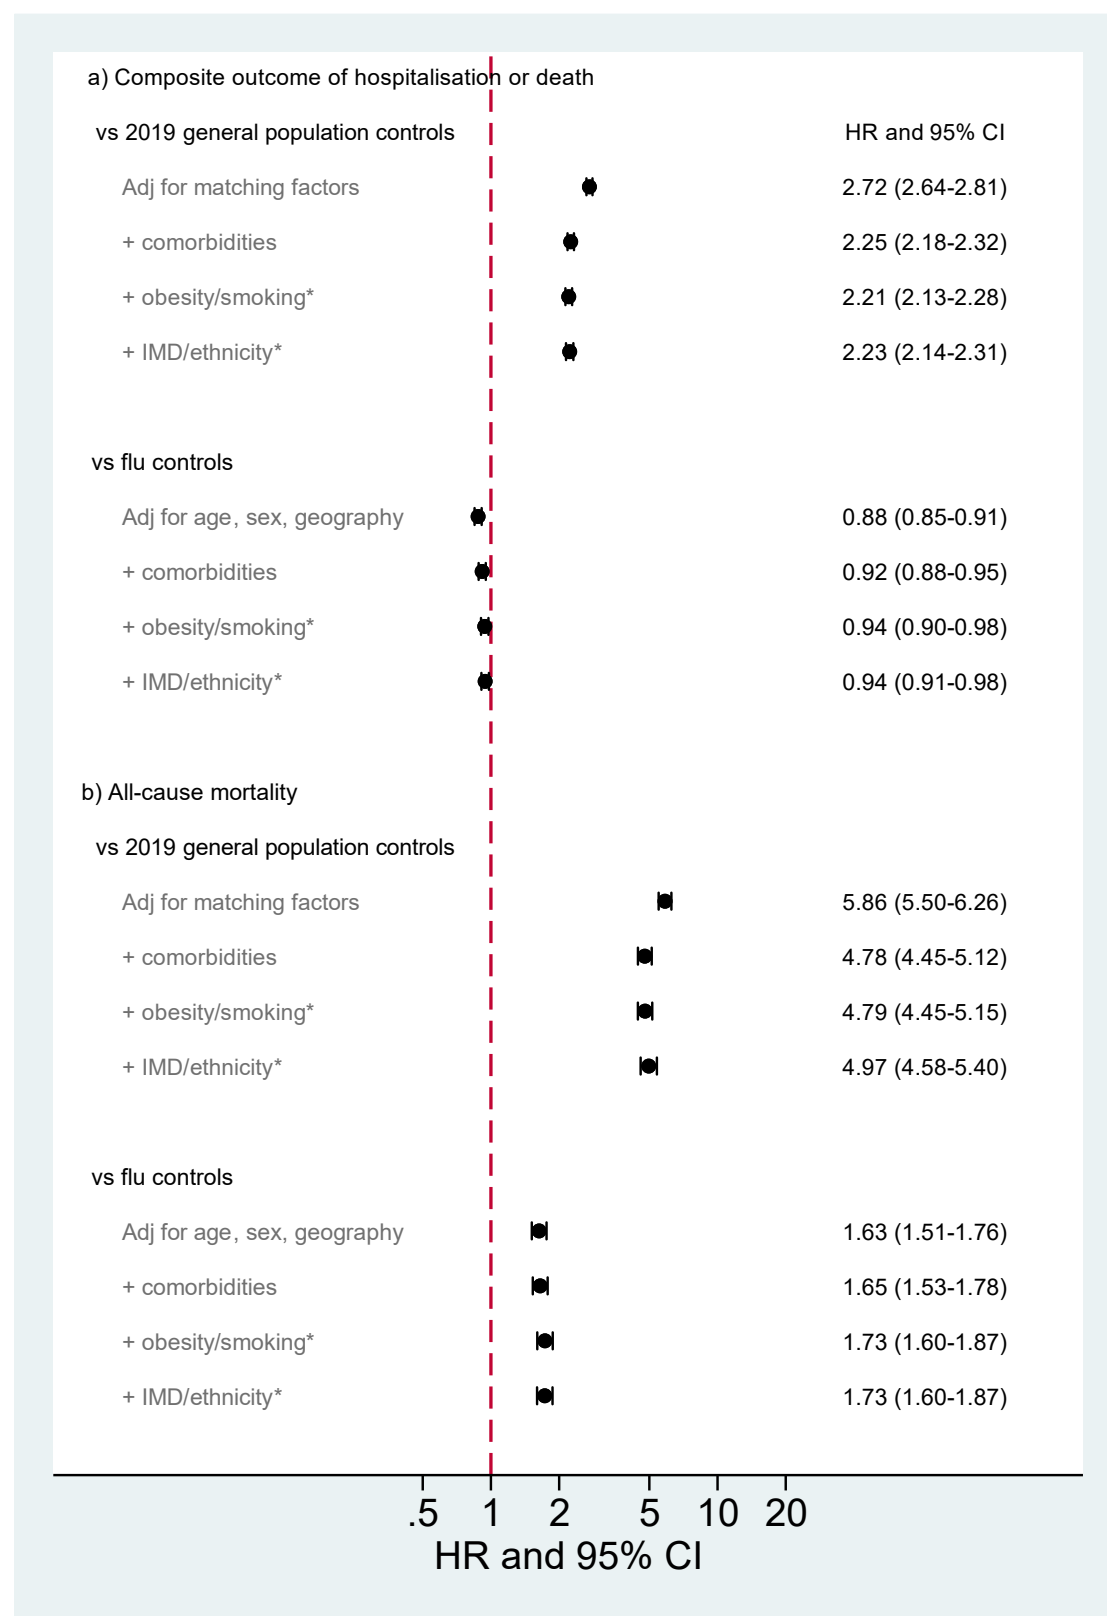 a) Composite outcome of hospitalisation or death
vs 2019 general population controls HR and 95% CI
Adj for matching factors 2.72 (2.64-2.81)
+ comorbidities 2.25 (2.18-2.32)
+ obesity/smoking* 2.21 (2.13-2.28)
+ IMD/ethnicity* 2.23 (2.14-2.31)
vs flu controls
Adj for age, sex, geography 0.88 (0.85-0.91)
+ comorbidities 0.92 (0.88-0.95)
+ obesity/smoking* 0.94 (0.90-0.98)
+ IMD/ethnicity* 0.94 (0.91-0.98)
b) All-cause mortality
vs 2019 general population controls
Adj for matching factors 5.86 (5.50-6.26)
+ comorbidities 4.78 (4.45-5.12)
+ obesity/smoking* 4.79 (4.45-5.15)
+ IMD/ethnicity* 4.97 (4.58-5.40)
vs flu controls
Adj for age, sex, geography 1.63 (1.51-1.76)
+ comorbidities 1.65 (1.53-1.78)
+ obesity/smoking* 1.73 (1.60-1.87)
+ IMD/ethnicity* 1.73 (1.60-1.87)
.5 1 2 5 10 20
HR and 95% CI